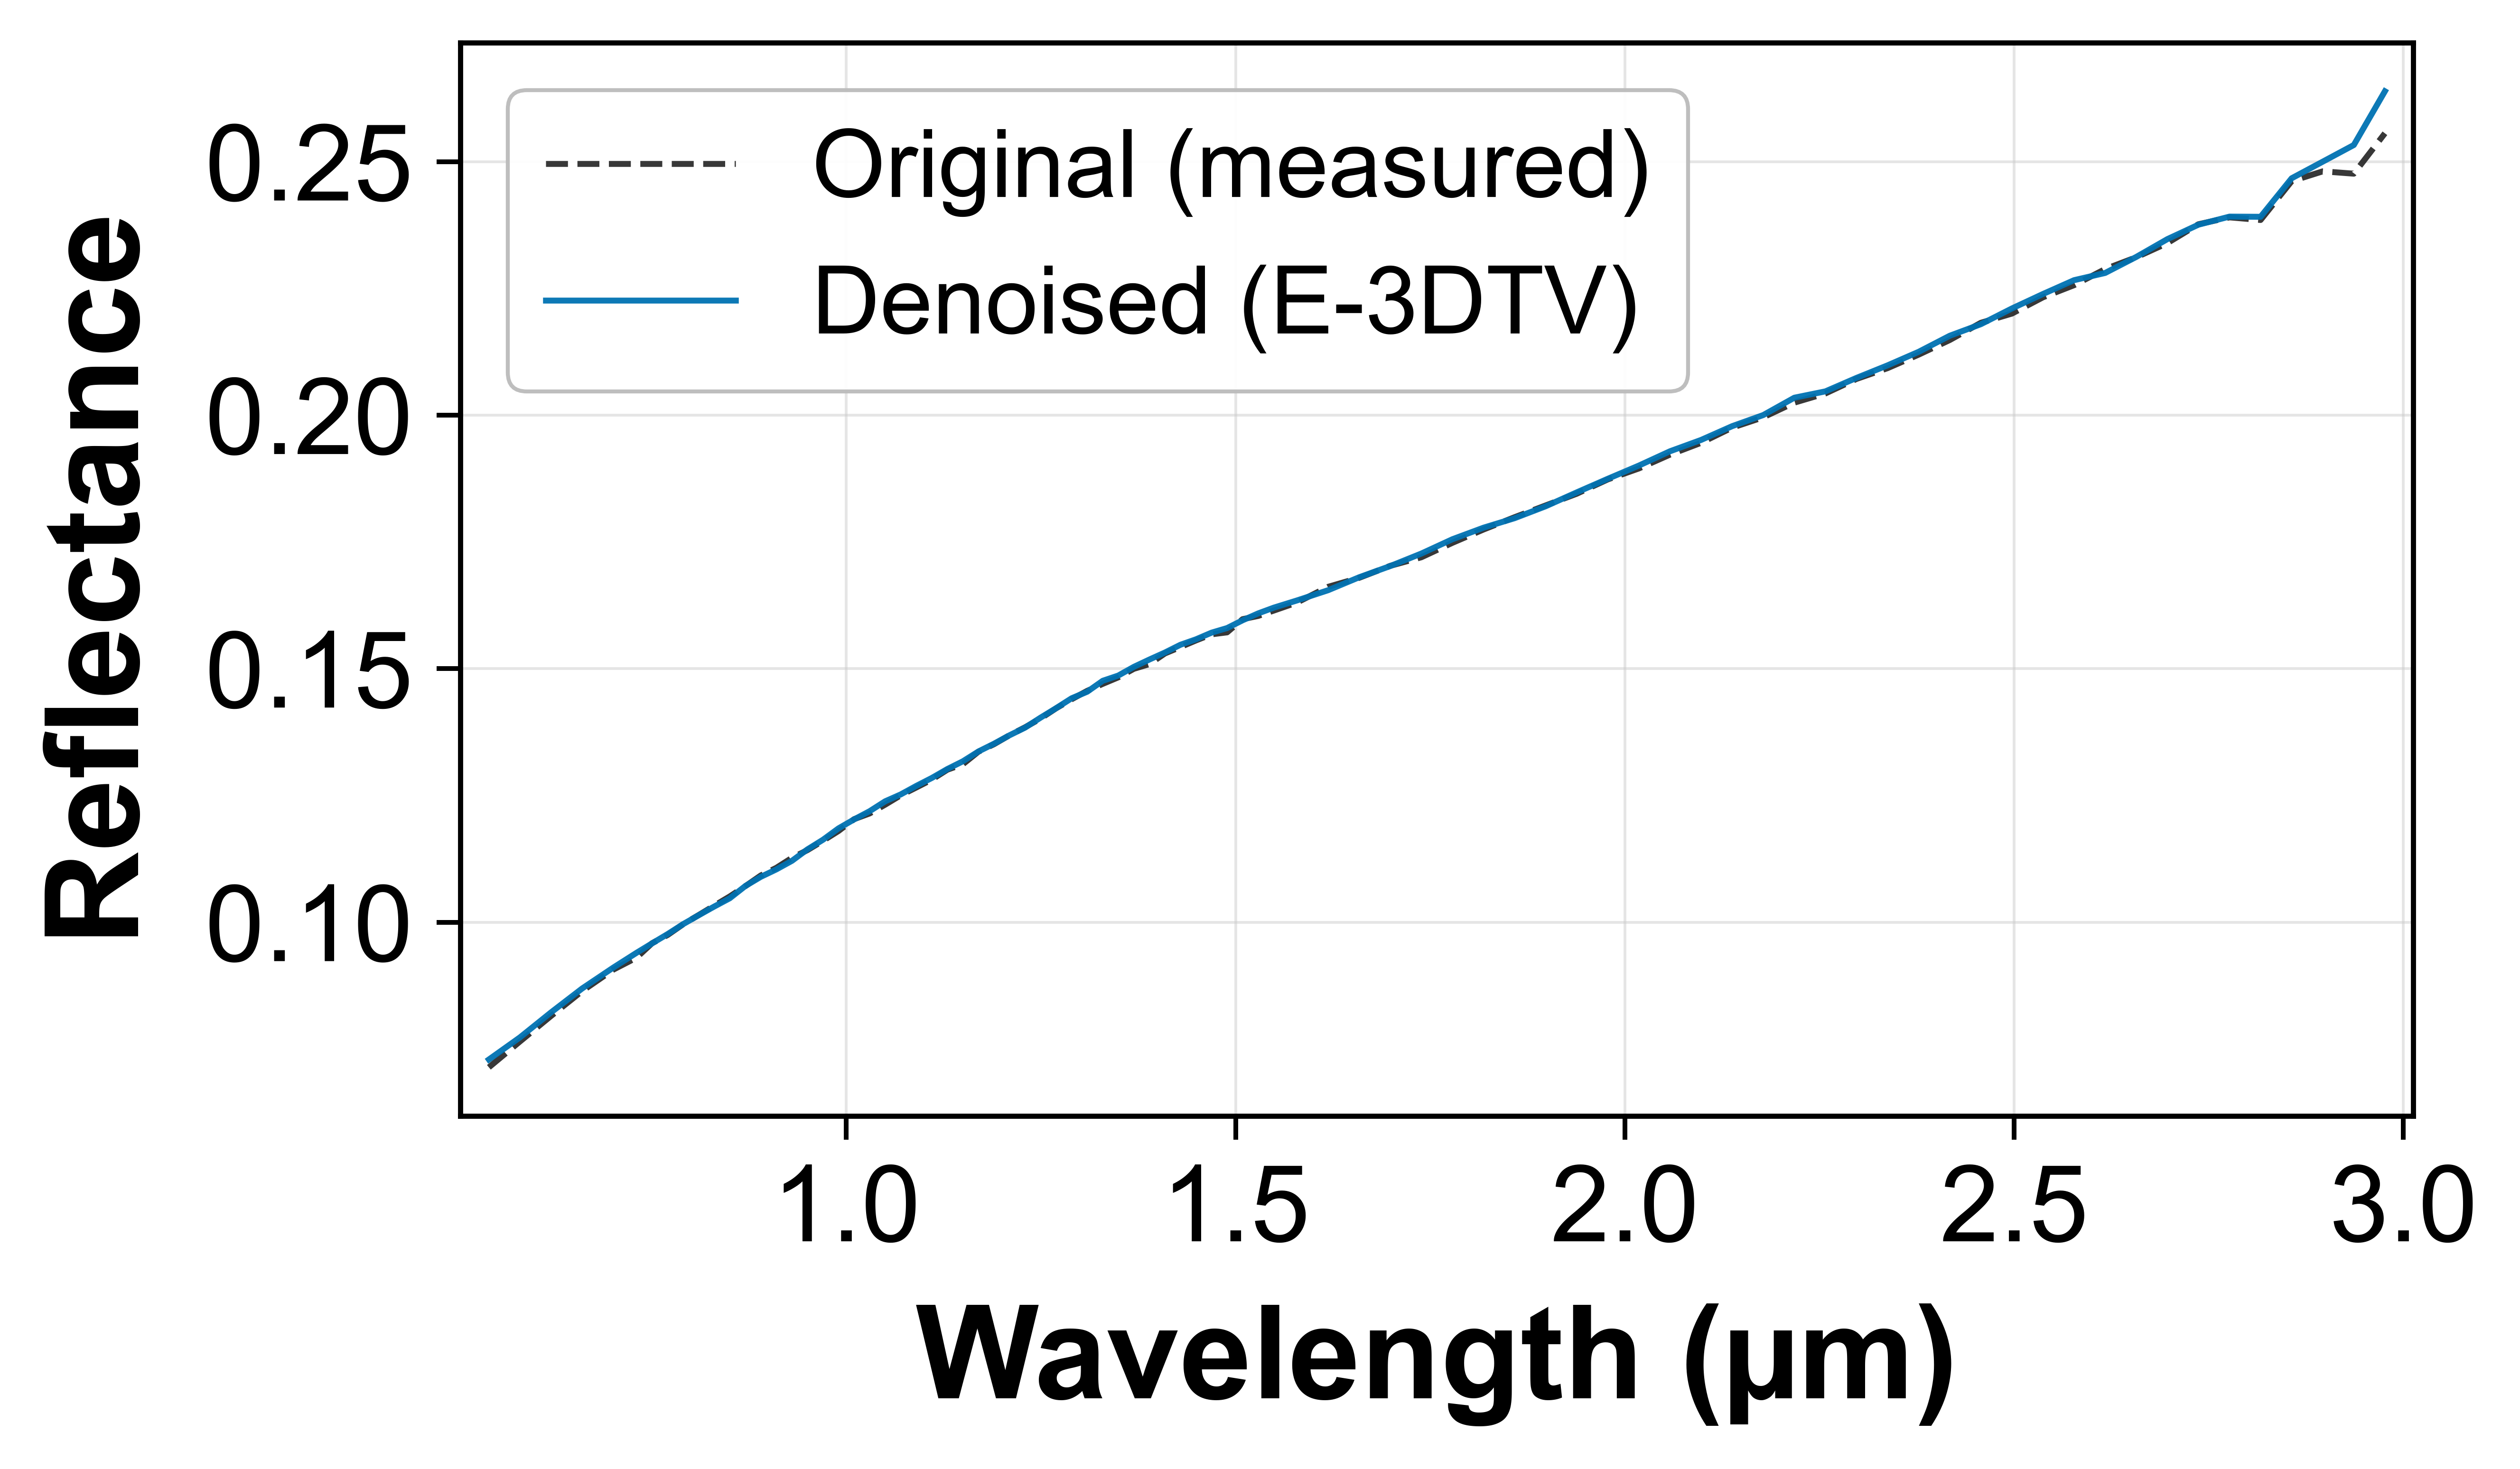 Original (measured)
Denoised (E-3DTV)
Reflectance
0.25
0.20
0.15
0.10
1.0 1.5 2.0 2.5 3.0
Wavelength (µm)